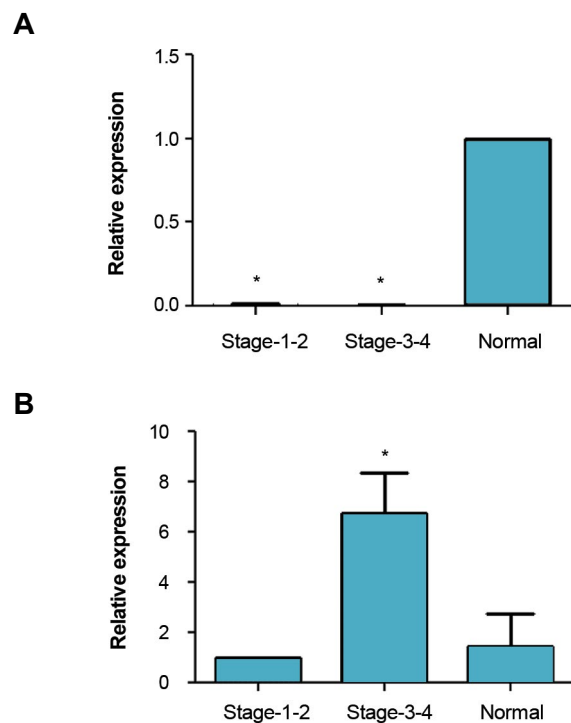 A
Relative expression
1.5
1.0
0.5
0.0
*
*
Stage-1-2
Stage-3-4
Normal
B
Relative expression
10
8
6
4
2
0
*
Stage-1-2
Stage-3-4
Normal